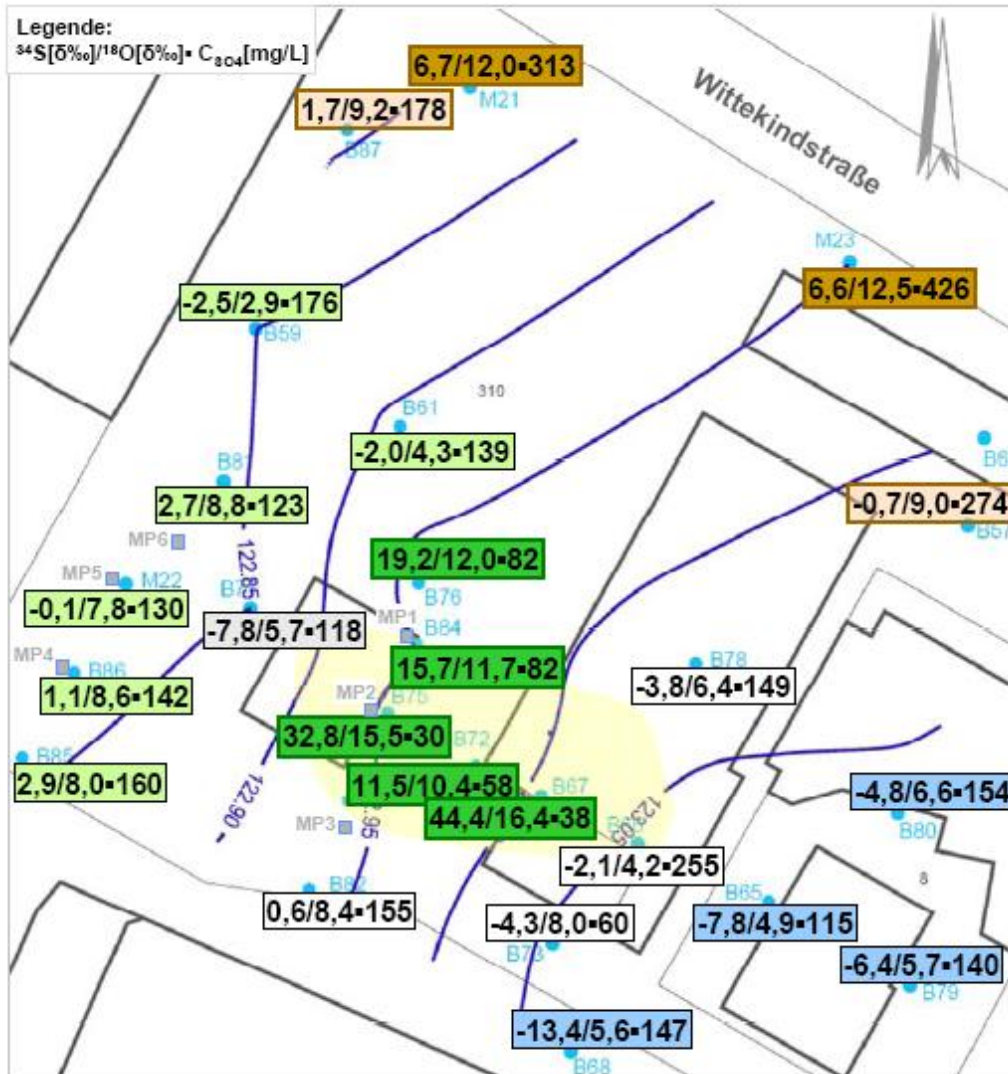 Legende:
³⁴S[δ‰]/¹⁸O[δ‰]▪ C_SO4[mg/L]
6,7/12,0▪313
M21
1,7/9,2▪178
B87
Wittekindstraße
M23
6,6/12,5▪426
-2,5/2,9▪176
B59
310
B61
-2,0/4,3▪139
B6
-0,7/9,0▪274
B57
B81
2,7/8,8▪123
MP6
122.85
19,2/12,0▪82
B76
MP5
M22
-0,1/7,8▪130
-7,8/5,7▪118
MP1
B84
15,7/11,7▪82
MP4
B86
1,1/8,6▪142
B78
-3,8/6,4▪149
MP2
B75
32,8/15,5▪30
B72
B85
2,9/8,0▪160
11,5/10,4▪58
B67
44,4/16,4▪38
122.90
MP3
123.05
-4,8/6,6▪154
B80
-2,1/4,2▪255
8
B82
0,6/8,4▪155
B65
-7,8/4,9▪115
-4,3/8,0▪60
B73
-6,4/5,7▪140
B79
-13,4/5,6▪147
B68